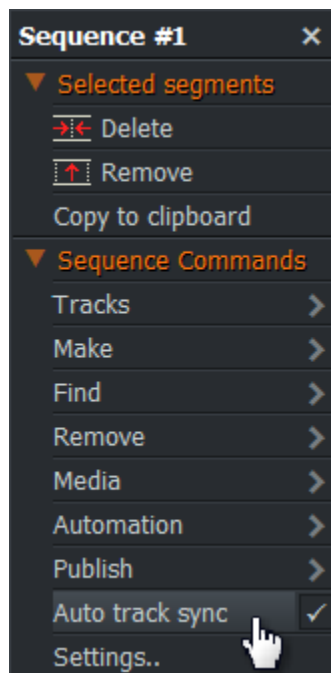 Sequence #1 ×
Selected segments
Delete
Remove
Copy to clipboard
Sequence Commands
Tracks
Make
Find
Remove
Media
Automation
Publish
Auto track sync ✓
Settings..